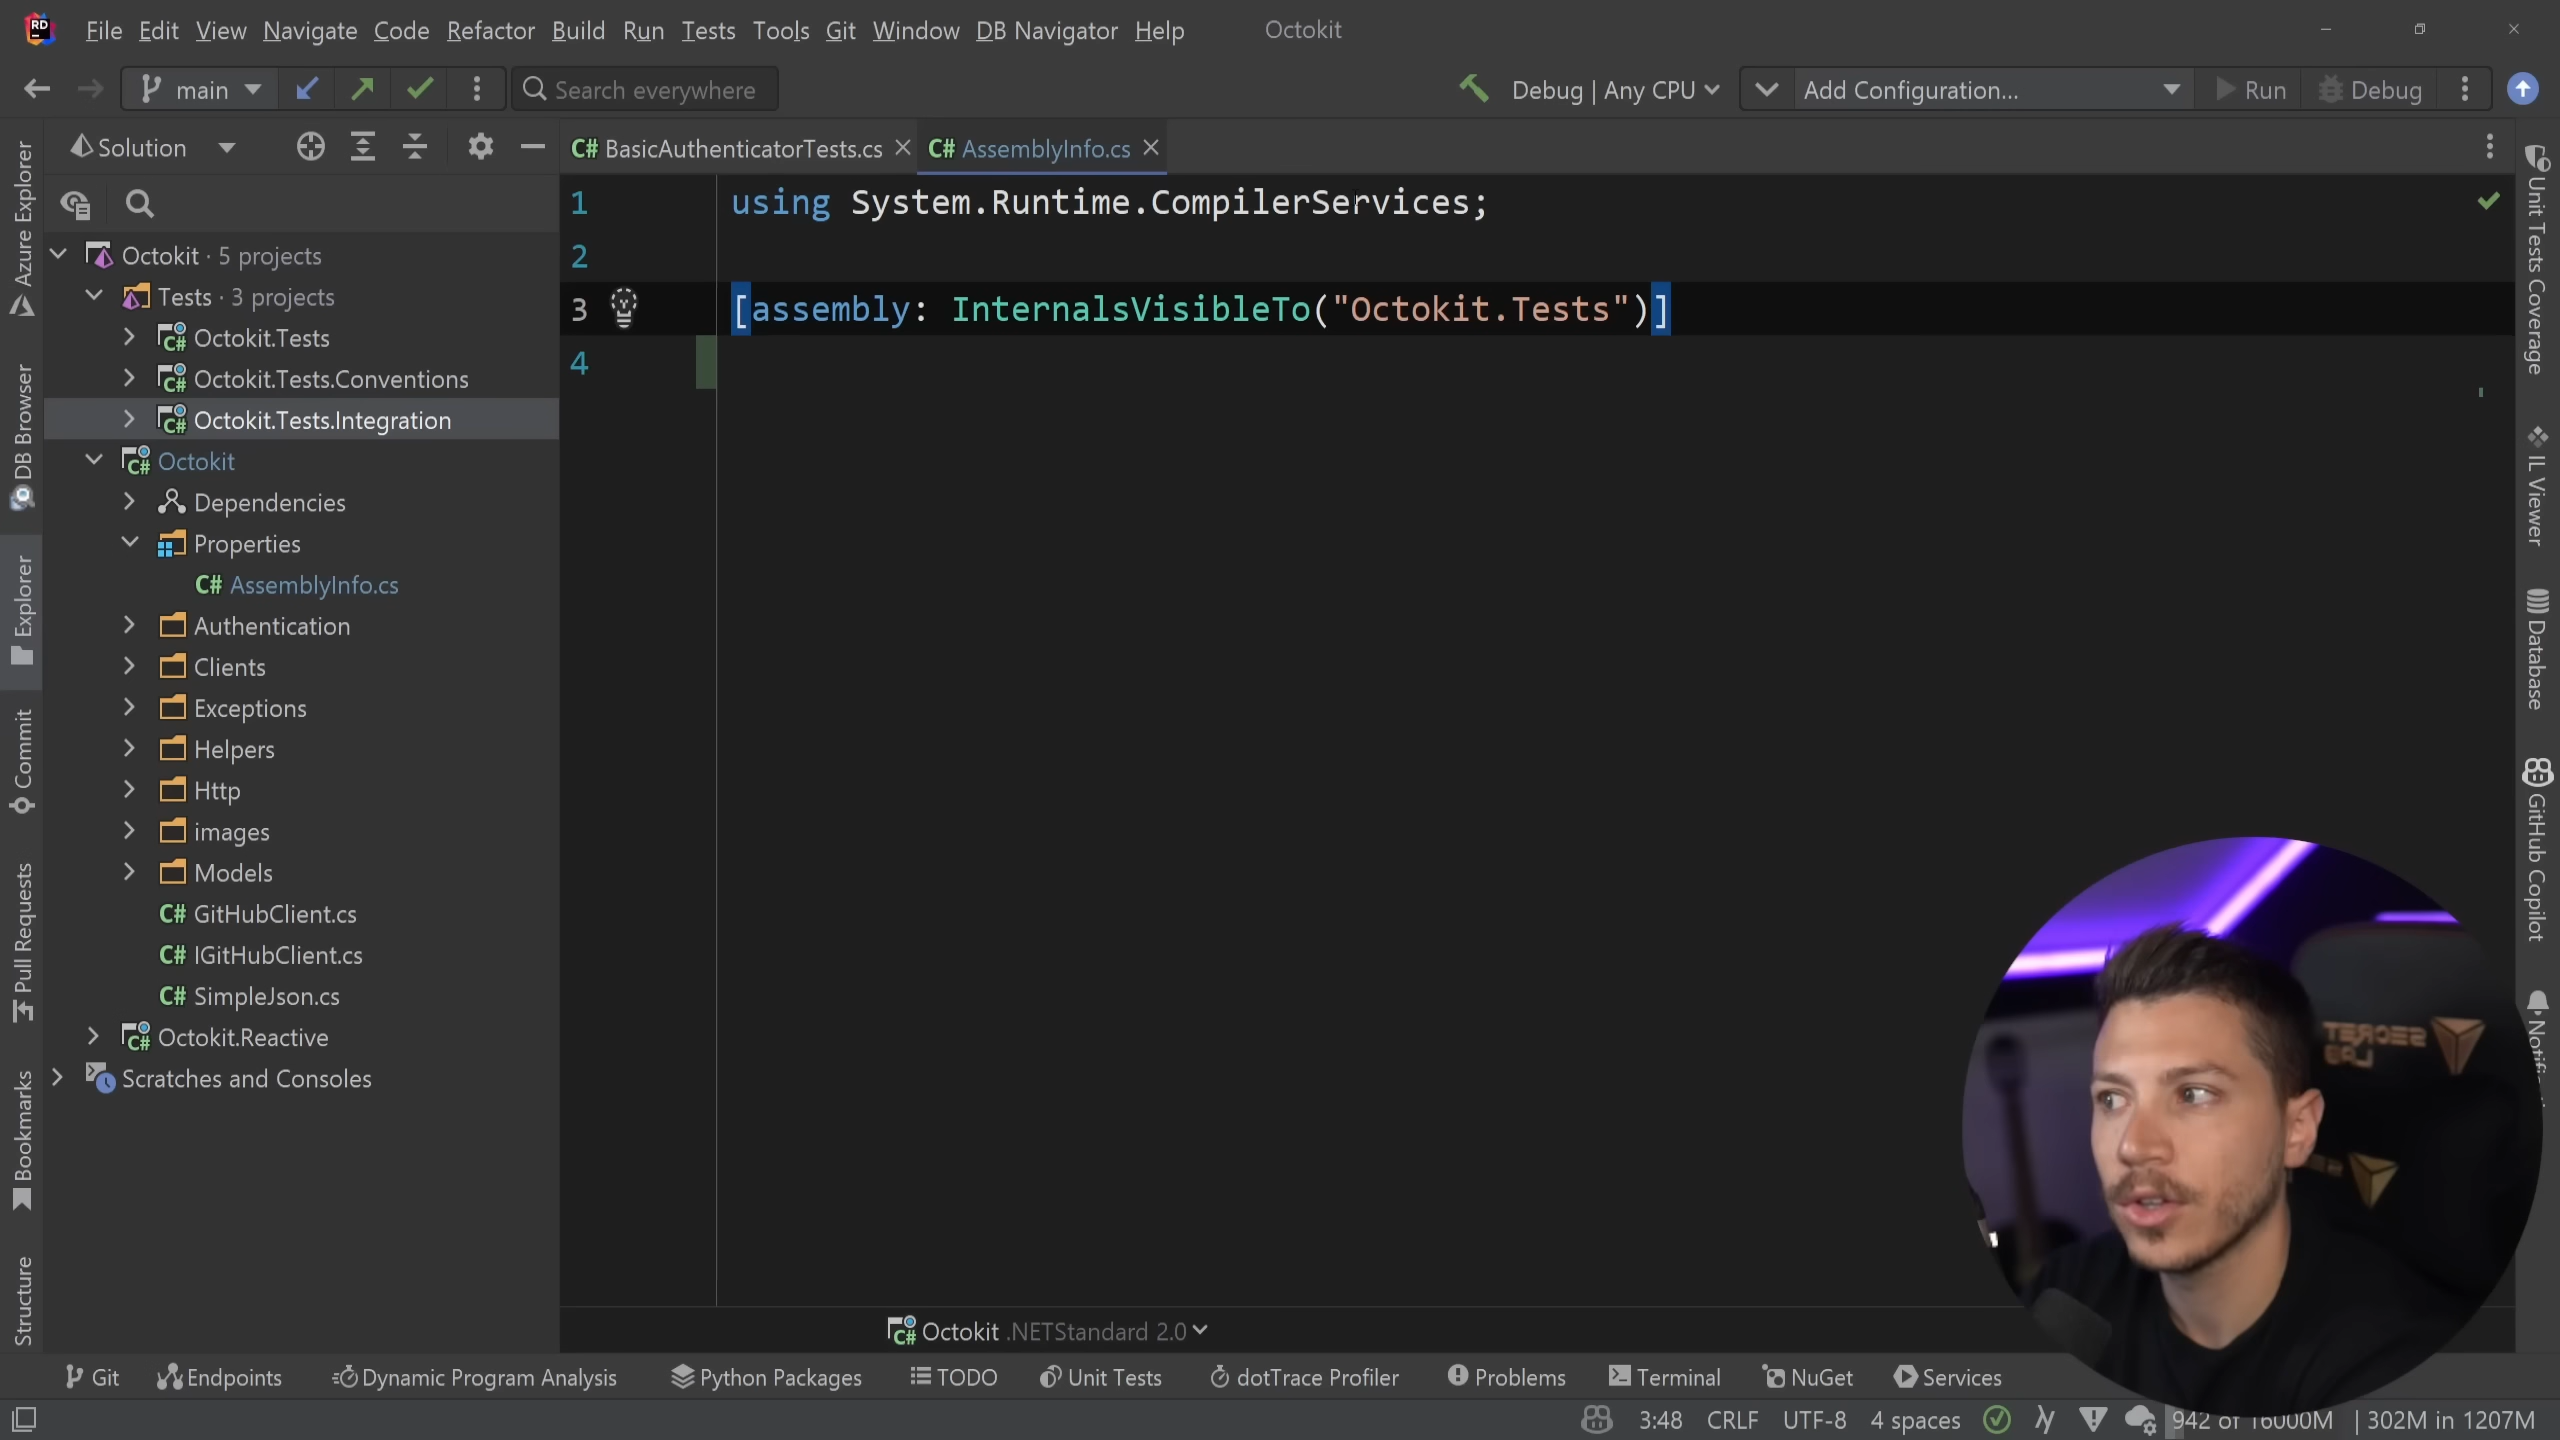 RD File Edit View Navigate Code Refactor Build Run Tests Tools Git Window DB Navigator Help Octokit
main Search everywhere Debug | Any CPU Add Configuration... Run Debug
Solution
C# BasicAuthenticatorTests.cs C# AssemblyInfo.cs
1 using System.Runtime.CompilerServices;
2
3 [assembly: InternalsVisibleTo("Octokit.Tests")]
4
Octokit · 5 projects
Tests · 3 projects
C# Octokit.Tests
C# Octokit.Tests.Conventions
C# Octokit.Tests.Integration
C# Octokit
Dependencies
Properties
C# AssemblyInfo.cs
Authentication
Clients
Exceptions
Helpers
Http
images
Models
C# GitHubClient.cs
C# IGitHubClient.cs
C# SimpleJson.cs
C# Octokit.Reactive
Scratches and Consoles
Azure Explorer
DB Browser
Explorer
Commit
Pull Requests
Bookmarks
Structure
Unit Tests Coverage
IL Viewer
Database
GitHub Copilot
SECRET
LAB
C# Octokit .NETStandard 2.0
Git Endpoints Dynamic Program Analysis Python Packages TODO Unit Tests dotTrace Profiler Problems Terminal NuGet Services
3:48 CRLF UTF-8 4 spaces 942 of 16000M 302M in 1207M